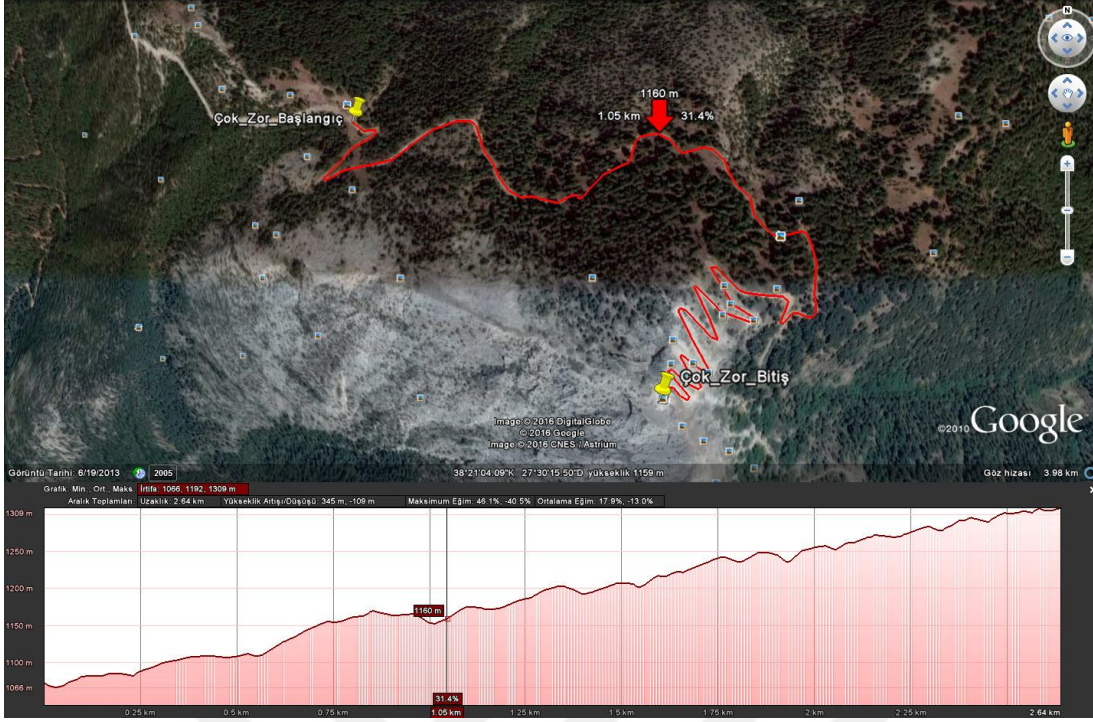 N
1160 m
1.05 km 31.4%
Çok_Zor_Başlangıç
Çok_Zor_Bitiş
Image © 2016 DigitalGlobe
© 2016 Google
Image © 2016 CNES / Astrium
©2010 Google
Görüntü Tarihi: 6/19/2013 2005 38°21'04.09"K 27°30'15.50"D yükseklik 1159 m Göz hizası 3.98 km
Grafik: Min., Ort., Maks. İrtifa: 1066, 1192, 1309 m
Aralık Toplamları: Uzaklık: 2.64 km Yükseklik Artışı/Düşüşü: 345 m, -109 m Maksimum Eğim: 46.1%, -40.5% Ortalama Eğim: 17.9%, -13.0%
1309 m
1250 m
1200 m
1150 m
1100 m
1066 m
1160 m
31.4%
0.25 km 0.5 km 0.75 km 1.05 km 1.25 km 1.5 km 1.75 km 2 km 2.25 km 2.64 km